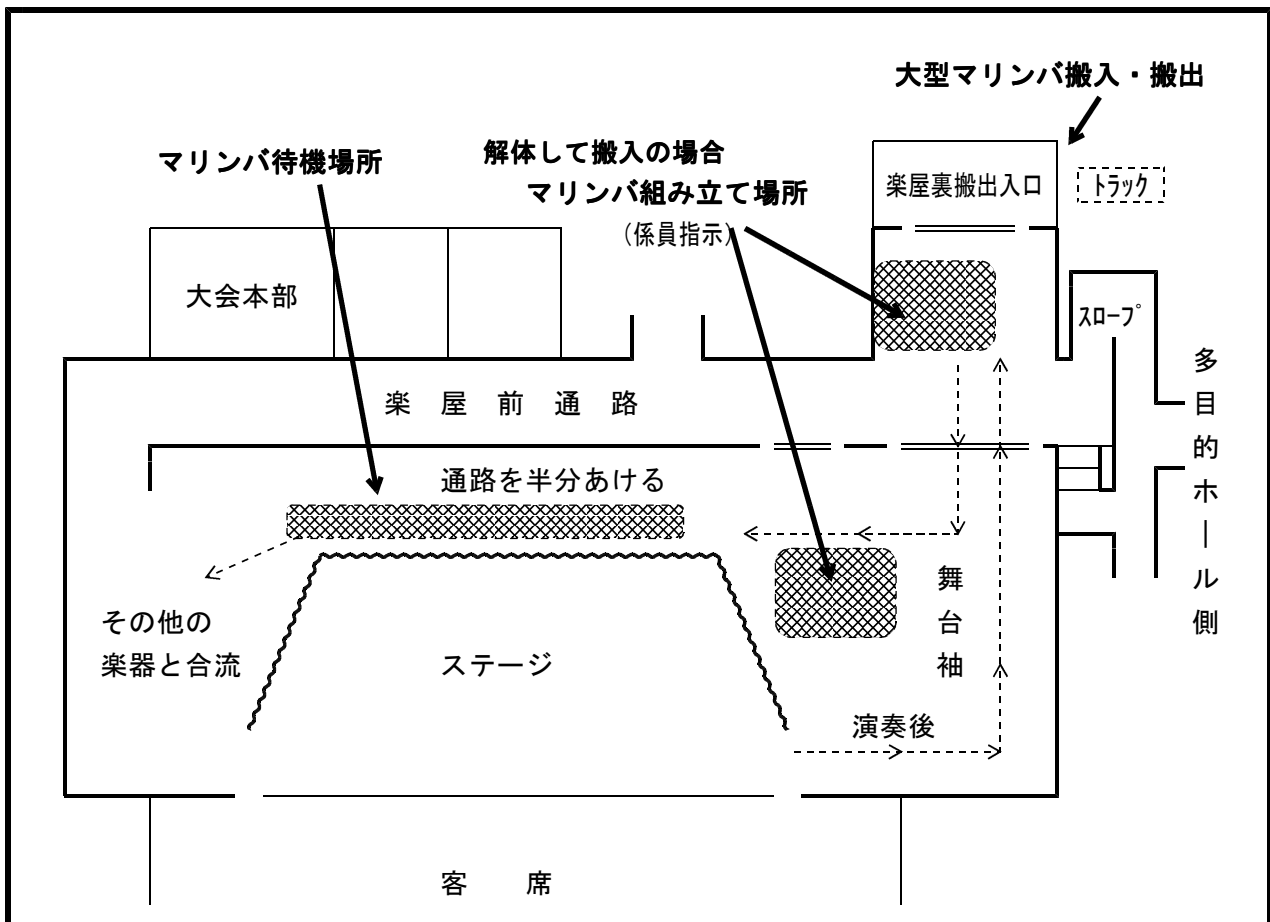 大型マリンバ搬入・搬出
マリンバ待機場所
解体して搬入の場合
マリンバ組み立て場所
(係員指示)
楽屋裏搬出入口
トラック
大会本部
スロープ
多目的ホール側
楽屋前通路
通路を半分あける
舞台袖
その他の
楽器と合流
ステージ
演奏後
客席